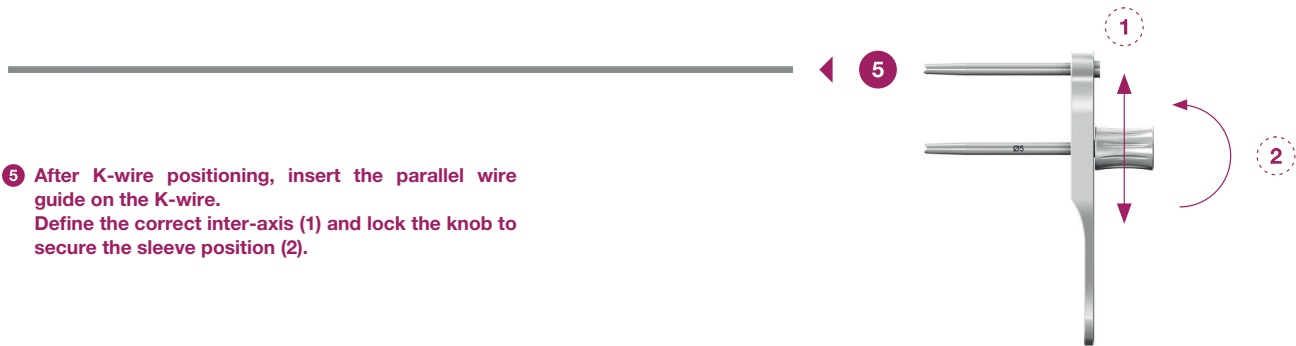 1
5
Ø5
2
5 After K-wire positioning, insert the parallel wire
guide on the K-wire.
Define the correct inter-axis (1) and lock the knob to
secure the sleeve position (2).